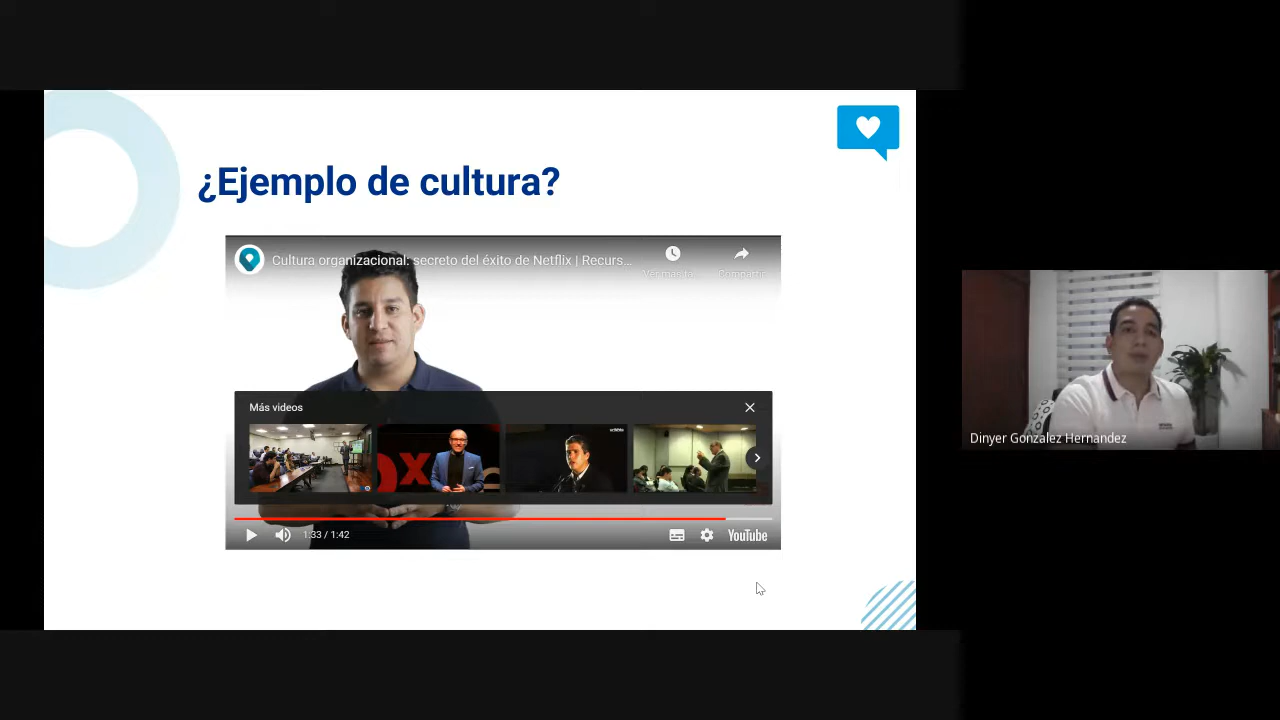 ¿Ejemplo de cultura?
Cultura organizacional: secreto del éxito de Netflix | Recurs...
Ver más ta...
Compartir
Más videos
1:33 / 1:42
YouTube
Dinyer Gonzalez Hernandez